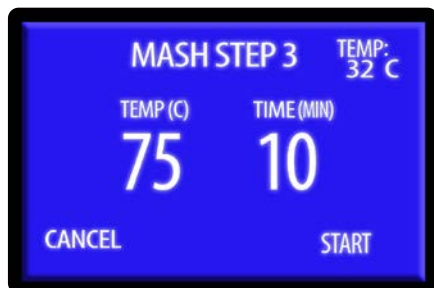 MASH STEP 3
TEMP:
32 C
TEMP (C) TIME (MIN)
75 10
CANCEL START